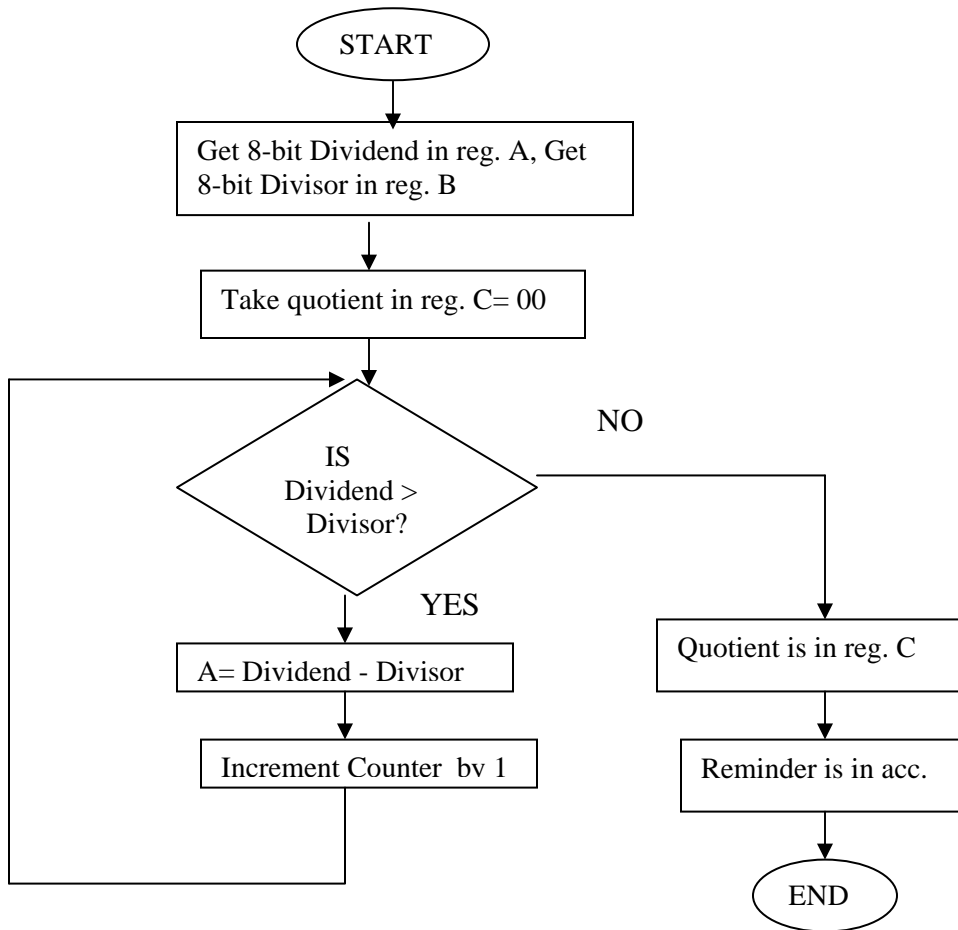 START
Get 8-bit Dividend in reg. A, Get
8-bit Divisor in reg. B
Take quotient in reg. C= 00
NO
IS
Dividend >
Divisor?
YES
A= Dividend - Divisor
Increment Counter bv 1
Quotient is in reg. C
Reminder is in acc.
END